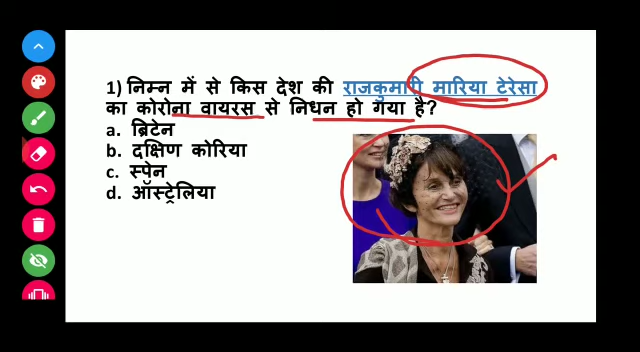 1) निम्न में से किस देश की राजकुमारी मारिया टेरेसा
का कोरोना वायरस से निधन हो गया है?
a. ब्रिटेन
b. दक्षिण कोरिया
c. स्पेन
d. ऑस्ट्रेलिया